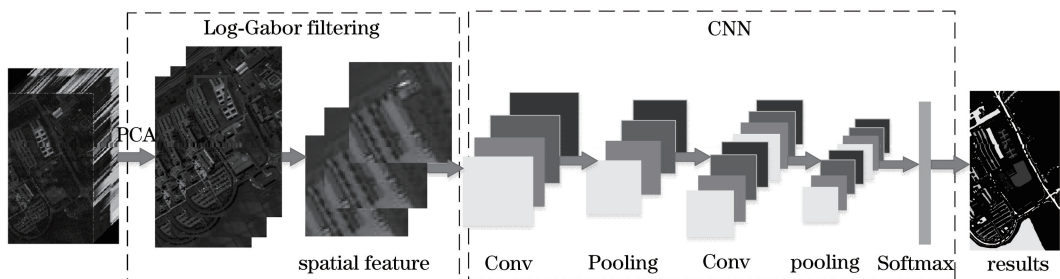 Log-Gabor filtering
CNN
PCA
spatial feature
Conv
Pooling
Conv
pooling
Softmax
results